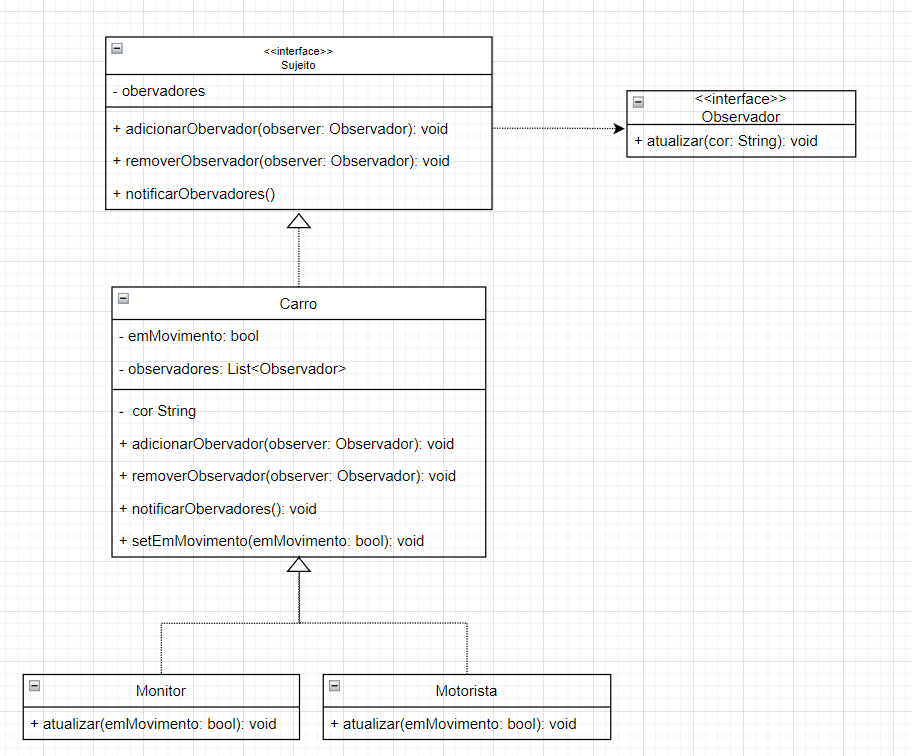 <<interface>>
Sujeito
- obervadores
+ adicionarObervador(observer: Observador): void
+ removerObservador(observer: Observador): void
+ notificarObervadores()
<<interface>>
Observador
+ atualizar(cor: String): void
Carro
- emMovimento: bool
- observadores: List<Observador>
- cor String
+ adicionarObervador(observer: Observador): void
+ removerObservador(observer: Observador): void
+ notificarObervadores(): void
+ setEmMovimento(emMovimento: bool): void
Monitor
+ atualizar(emMovimento: bool): void
Motorista
+ atualizar(emMovimento: bool): void